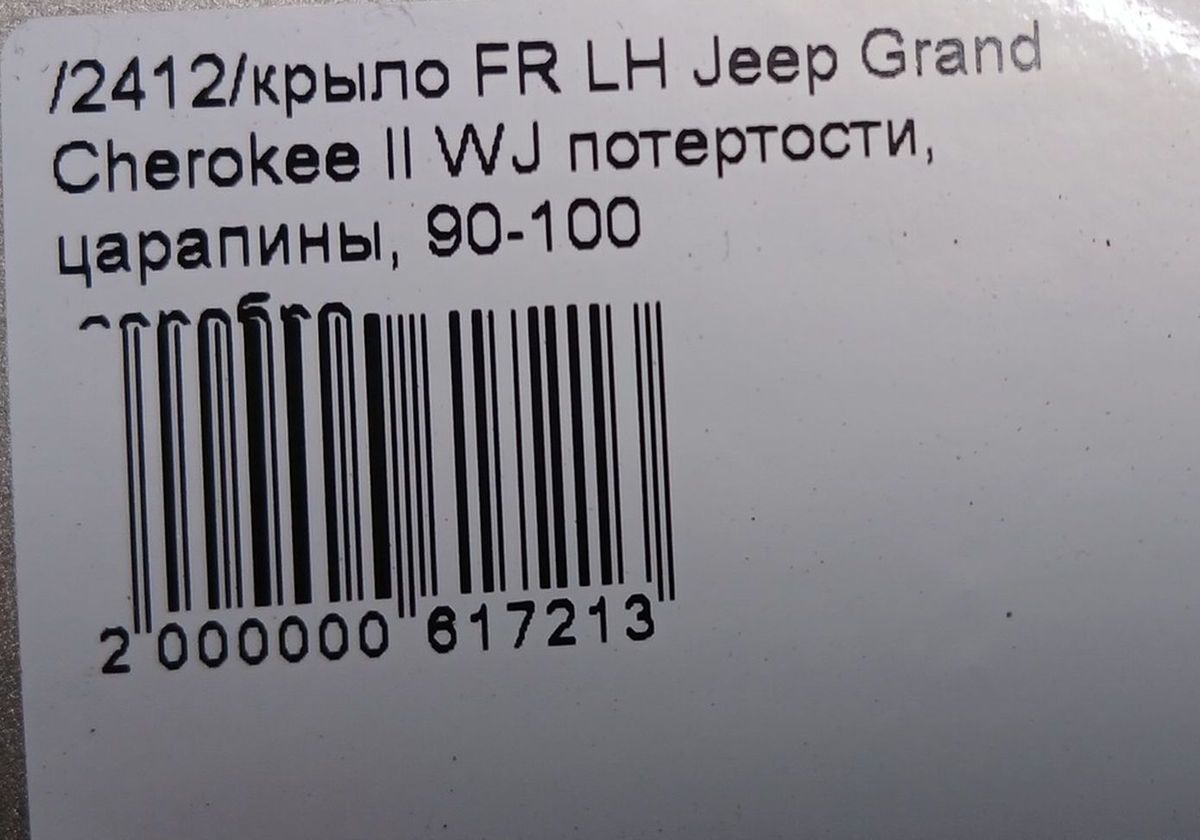 /2412/крыло FR LH Jeep Grand
Cherokee II WJ потертости,
царапины, 90-100
2 000000 617213